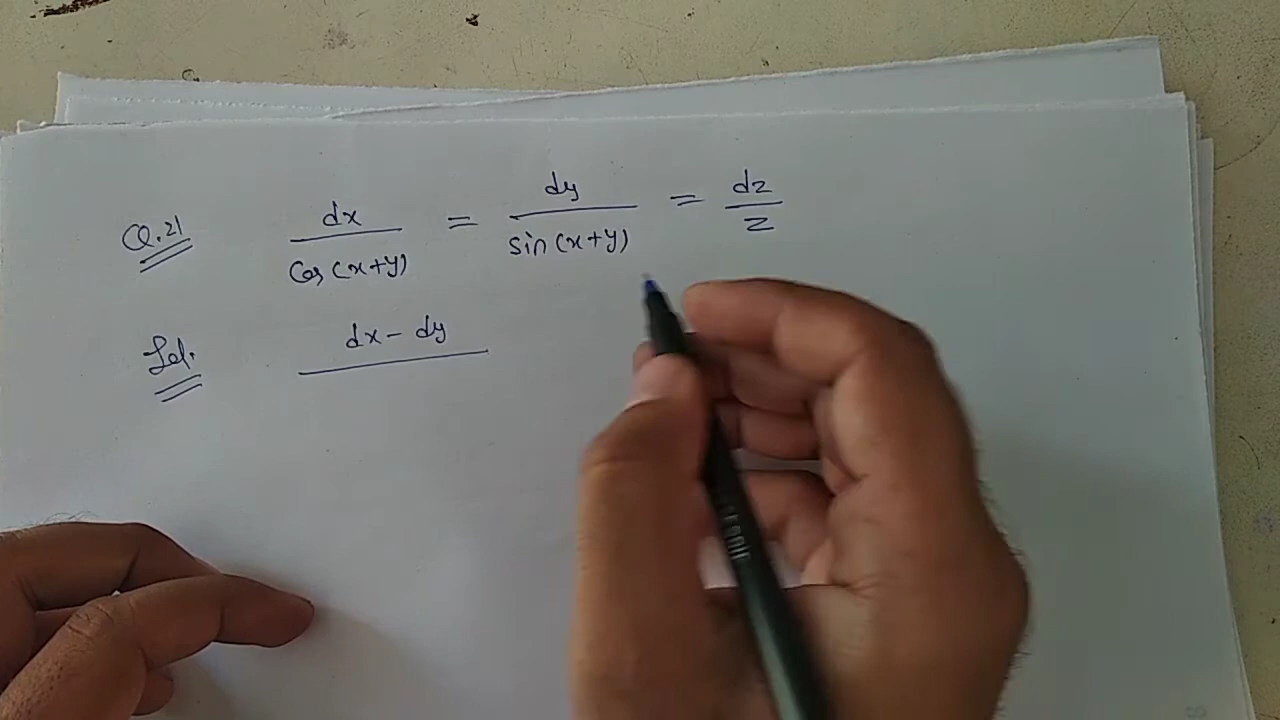 Q.21 dx/cos(x+y) = dy/sin(x+y) = dz/z
Sol. dx - dy